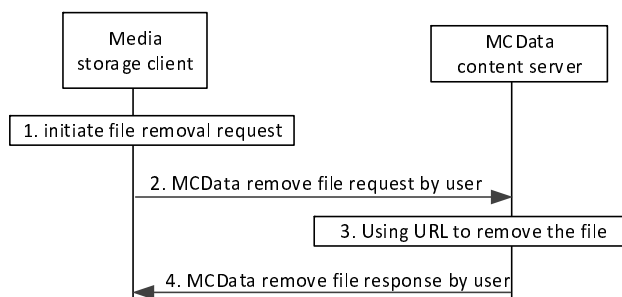 Media
storage client
MCData
content server
1. initiate file removal request
2. MCData remove file request by user
3. Using URL to remove the file
4. MCData remove file response by user